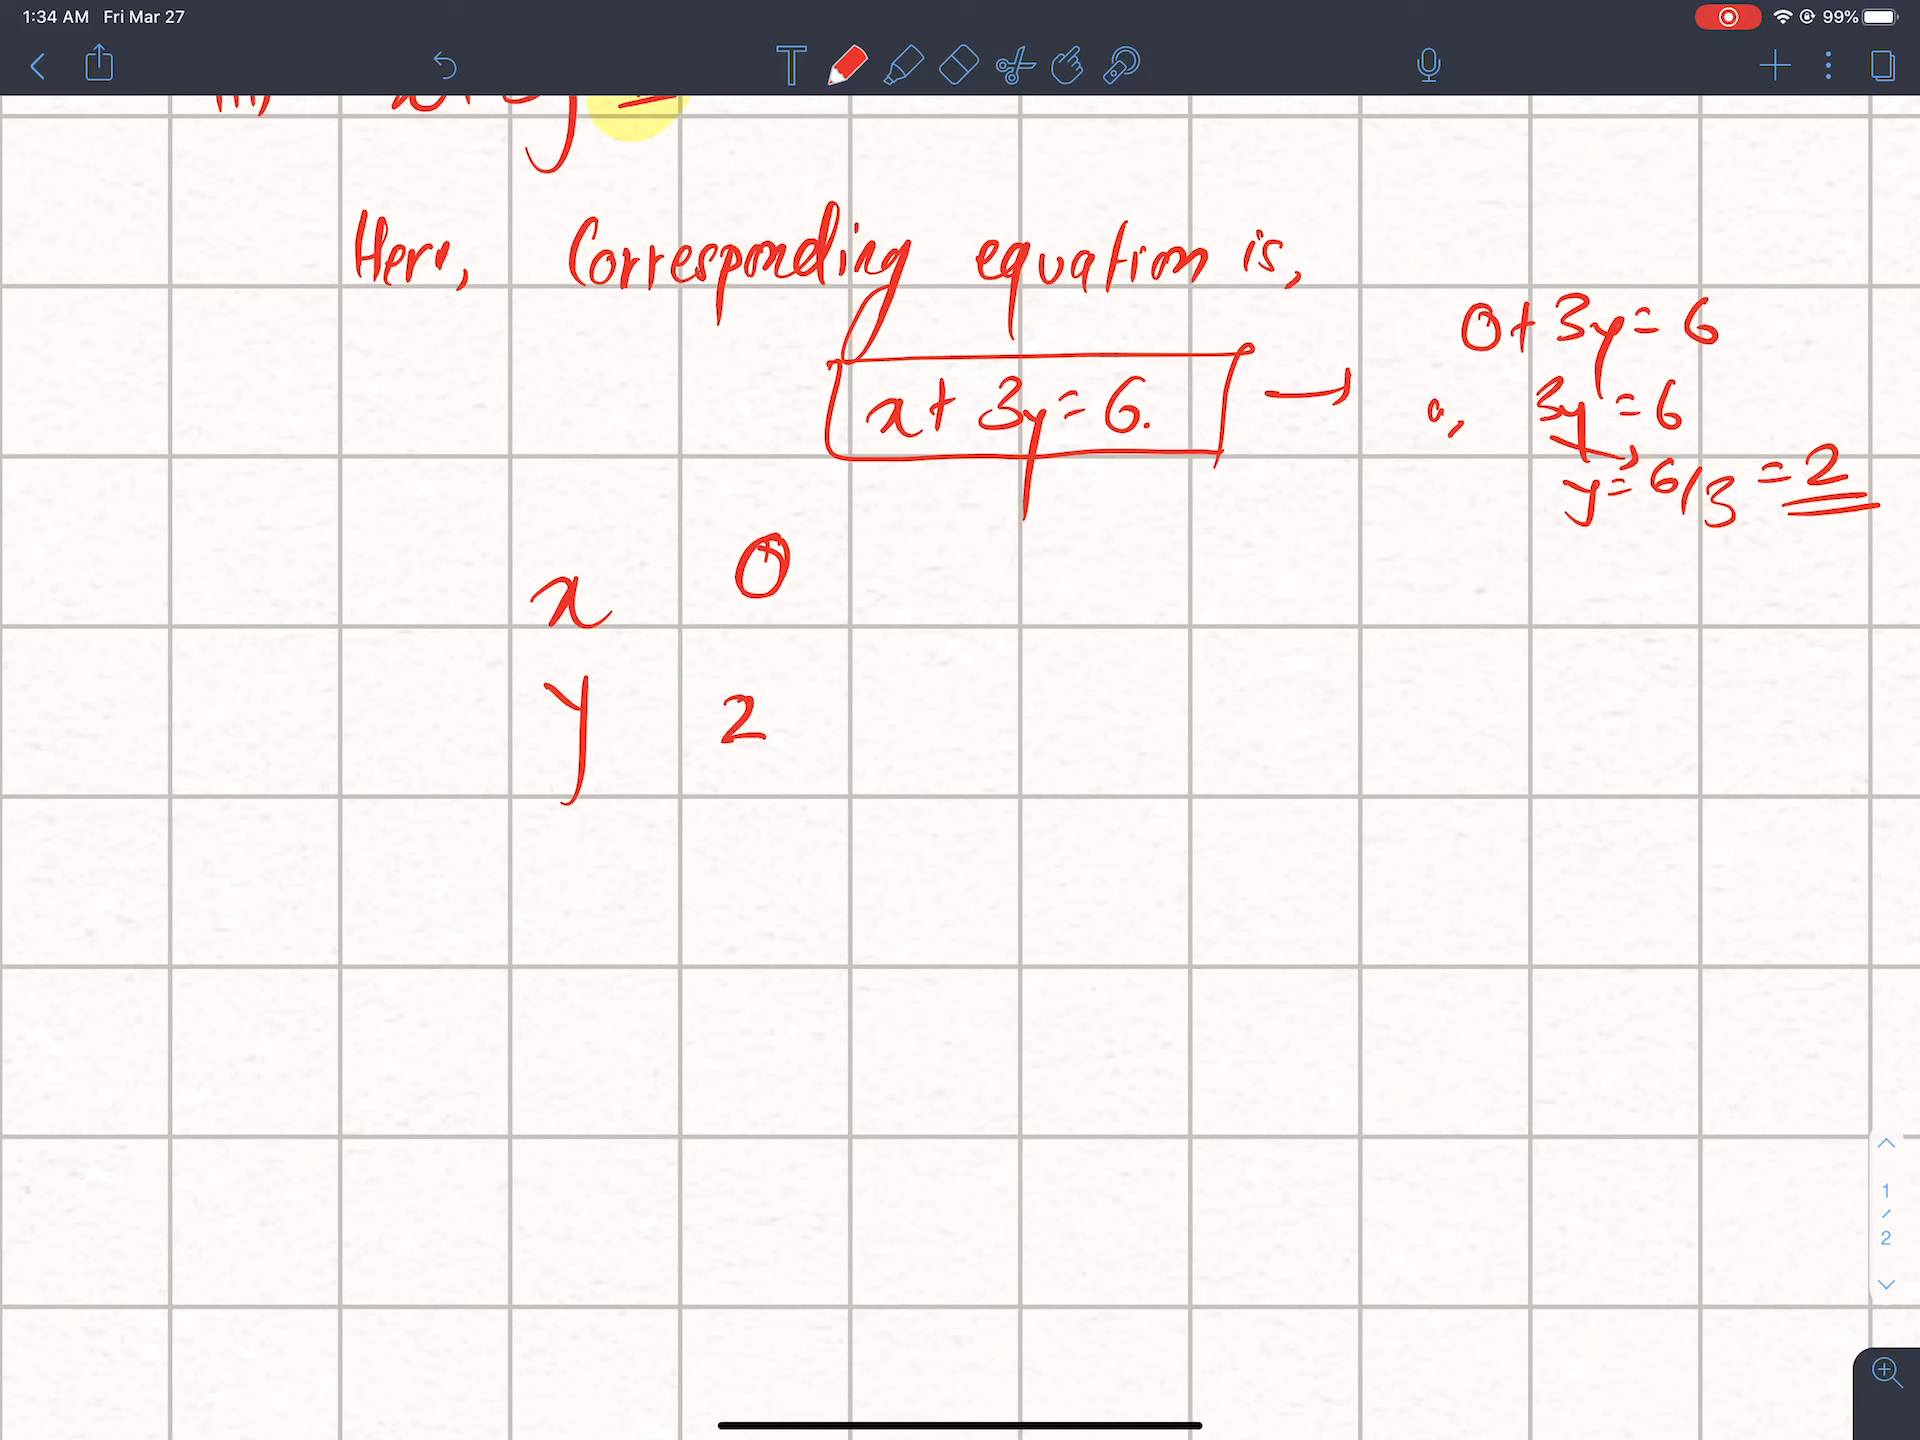 1:34 AM Fri Mar 27
99%
Here, Corresponding equation is,
x + 3y = 6.
0 + 3y = 6
3y = 6
y = 6/3 = 2
x 0
y 2
1
/
2